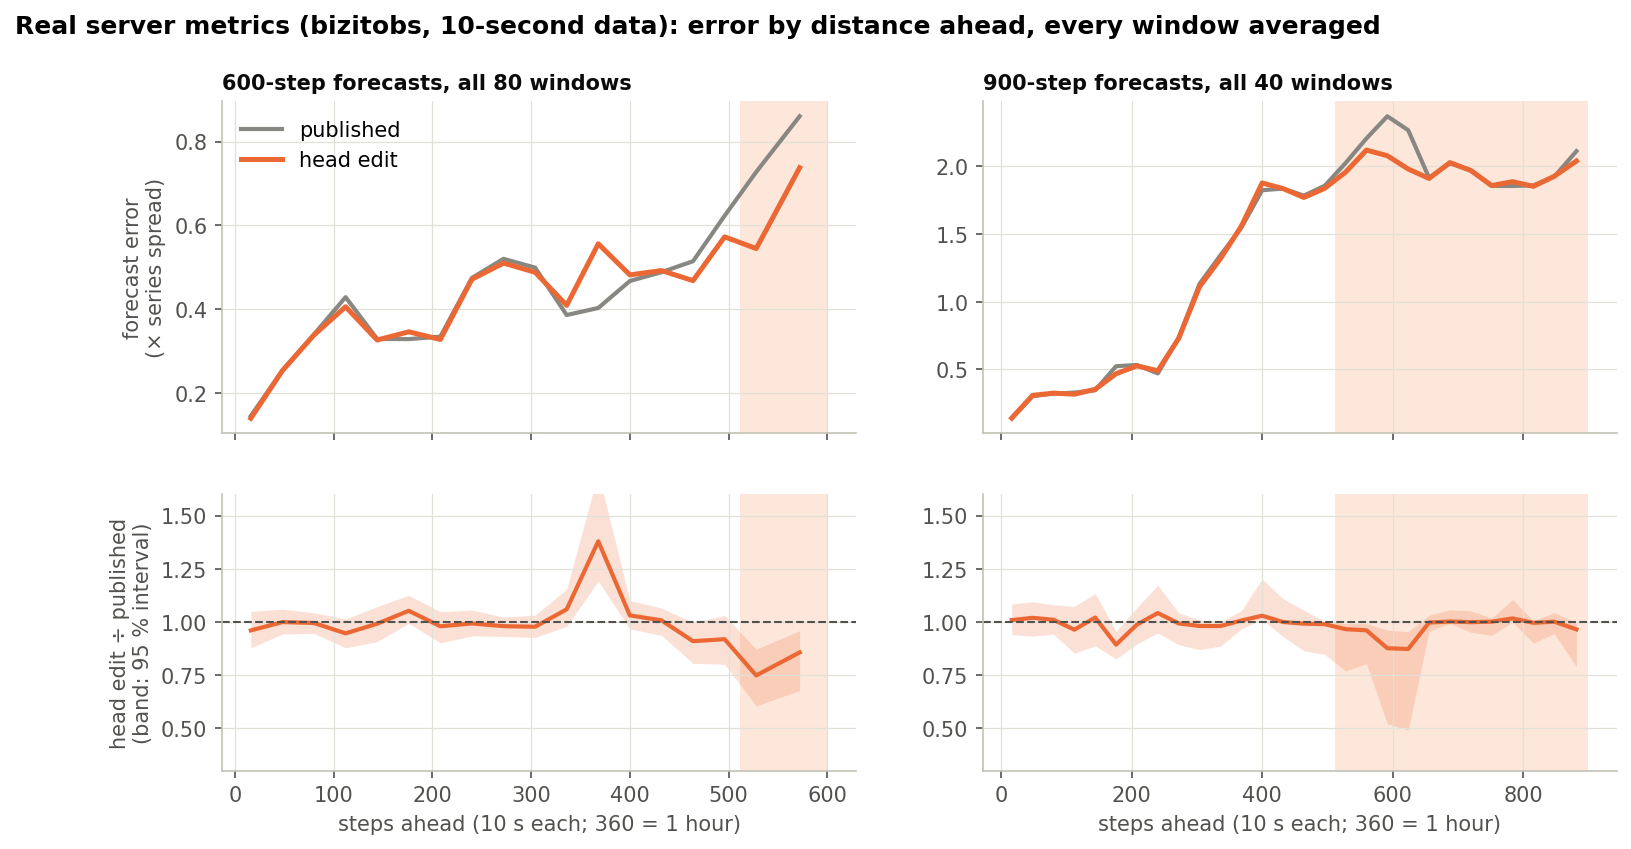 Real server metrics (bizitobs, 10-second data): error by distance ahead, every window averaged
600-step forecasts, all 80 windows
published
head edit
forecast error
(× series spread)
0.8
0.6
0.4
0.2
900-step forecasts, all 40 windows
2.0
1.5
1.0
0.5
head edit ÷ published
(band: 95 % interval)
1.50
1.25
1.00
0.75
0.50
0 100 200 300 400 500 600
steps ahead (10 s each; 360 = 1 hour)
1.50
1.25
1.00
0.75
0.50
0 200 400 600 800
steps ahead (10 s each; 360 = 1 hour)